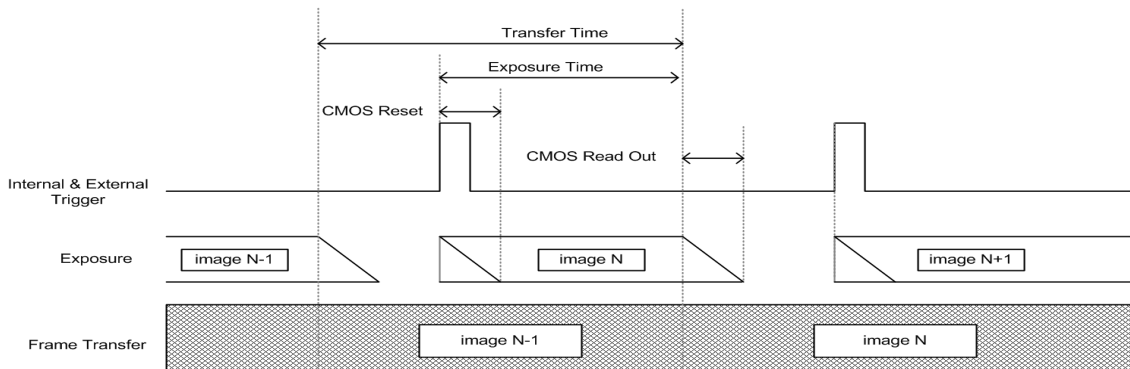 Transfer Time
Exposure Time
CMOS Reset
CMOS Read Out
Internal & External
Trigger
Exposure
image N-1
image N
image N+1
Frame Transfer
image N-1
image N